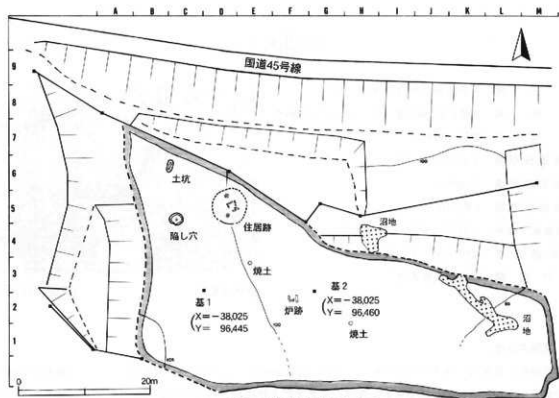 A B C D E F G H I J K L M
国道45号線
9
8
7
6
5
4
3
2
1
土坑
陥し穴
住居跡
沼地
焼土
基1
(X=-38,025
Y= 96,445)
炉跡
基2
(X=-38,025
Y= 96,460)
焼土
沼地
0 20m